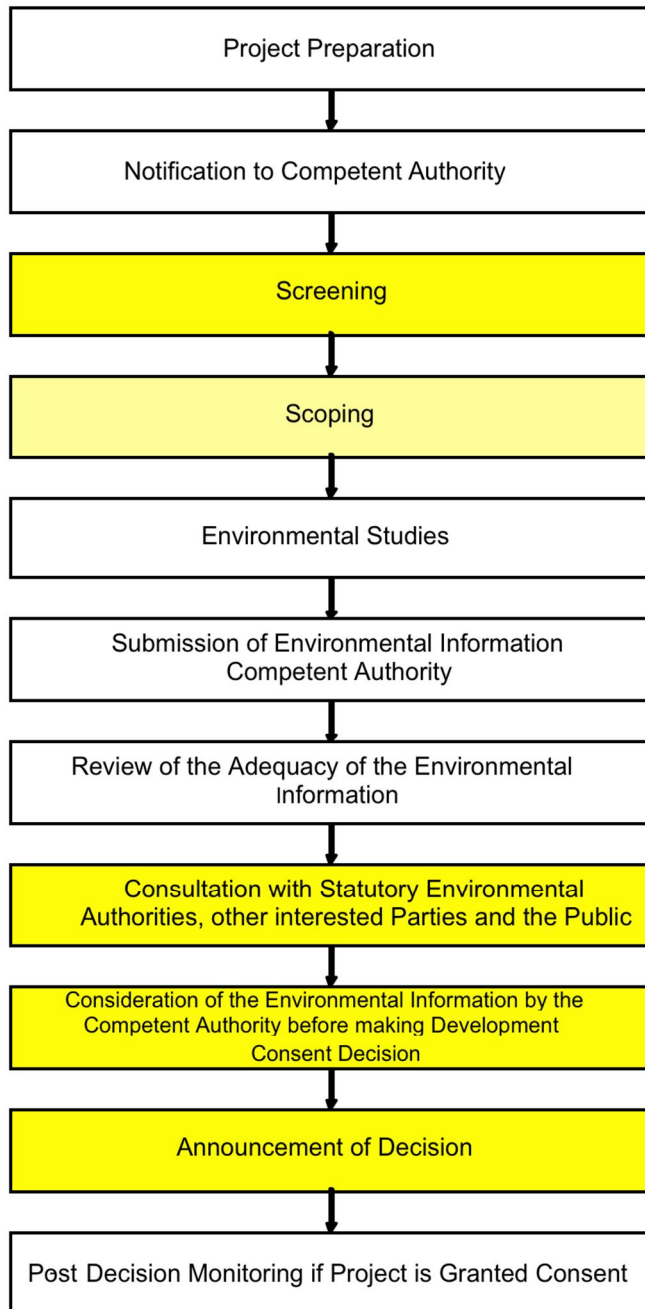 Project Preparation
Notification to Competent Authority
Screening
Scoping
Environmental Studies
Submission of Environmental Information
Competent Authority
Review of the Adequacy of the Environmental
Information
Consultation with Statutory Environmental
Authorities, other interested Parties and the Public
Consideration of the Environmental Information by the
Competent Authority before making Development
Consent Decision
Announcement of Decision
Post Decision Monitoring if Project is Granted Consent